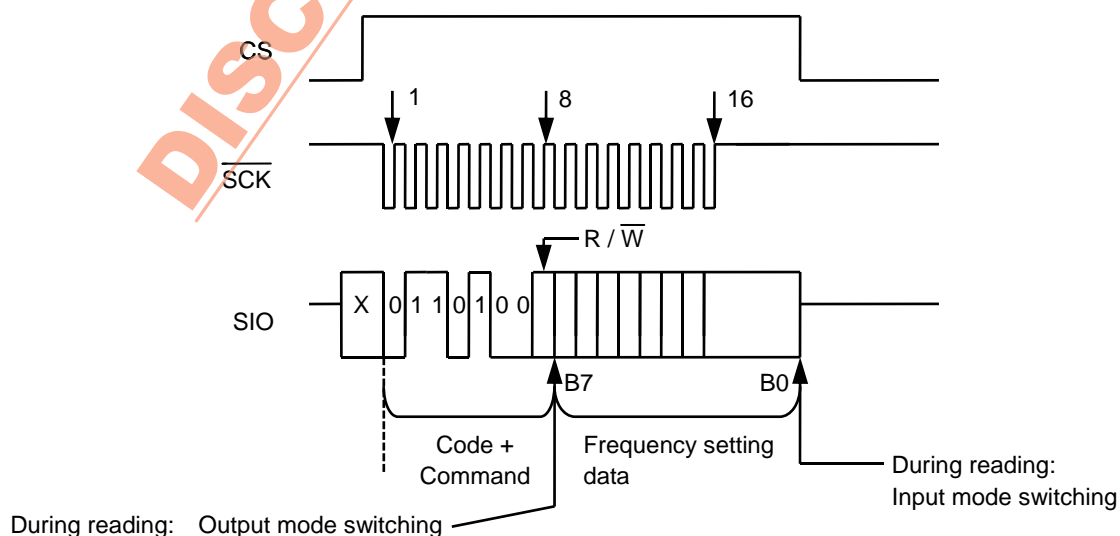 DISC
CS
1
8
16
SCK
R / W
SIO
X 0 1 1 0 1 0 0
B7
B0
Code +
Command
Frequency setting
data
During reading:
Input mode switching
During reading: Output mode switching